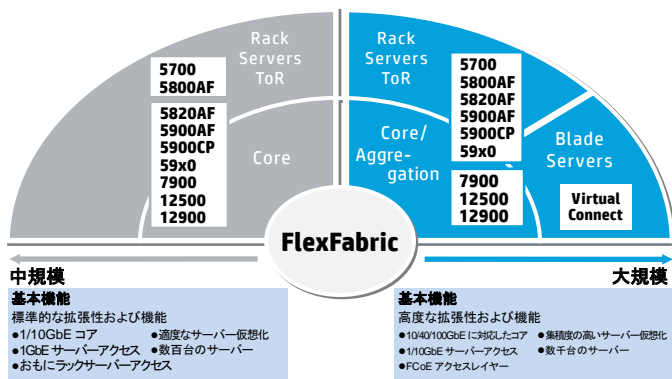 Rack
Servers
ToR
5700
5800AF
5820AF
5900AF
5900CP
59x0
7900
12500
12900
Core
Rack
Servers
ToR
5700
5800AF
5820AF
5900AF
5900CP
59x0
Core/
Aggre-
gation
7900
12500
12900
Blade
Servers
Virtual
Connect
FlexFabric
中規模
大規模
基本機能
標準的な拡張性および機能
●1/10GbE コア ●適度なサーバー仮想化
●1GbE サーバーアクセス ●数百台のサーバー
●おもにラックサーバーアクセス
基本機能
高度な拡張性および機能
●10/40/100GbEに対応したコア ●集積度の高いサーバー仮想化
●1/10GbE サーバーアクセス ●数千台のサーバー
●FCoE アクセスレイヤー